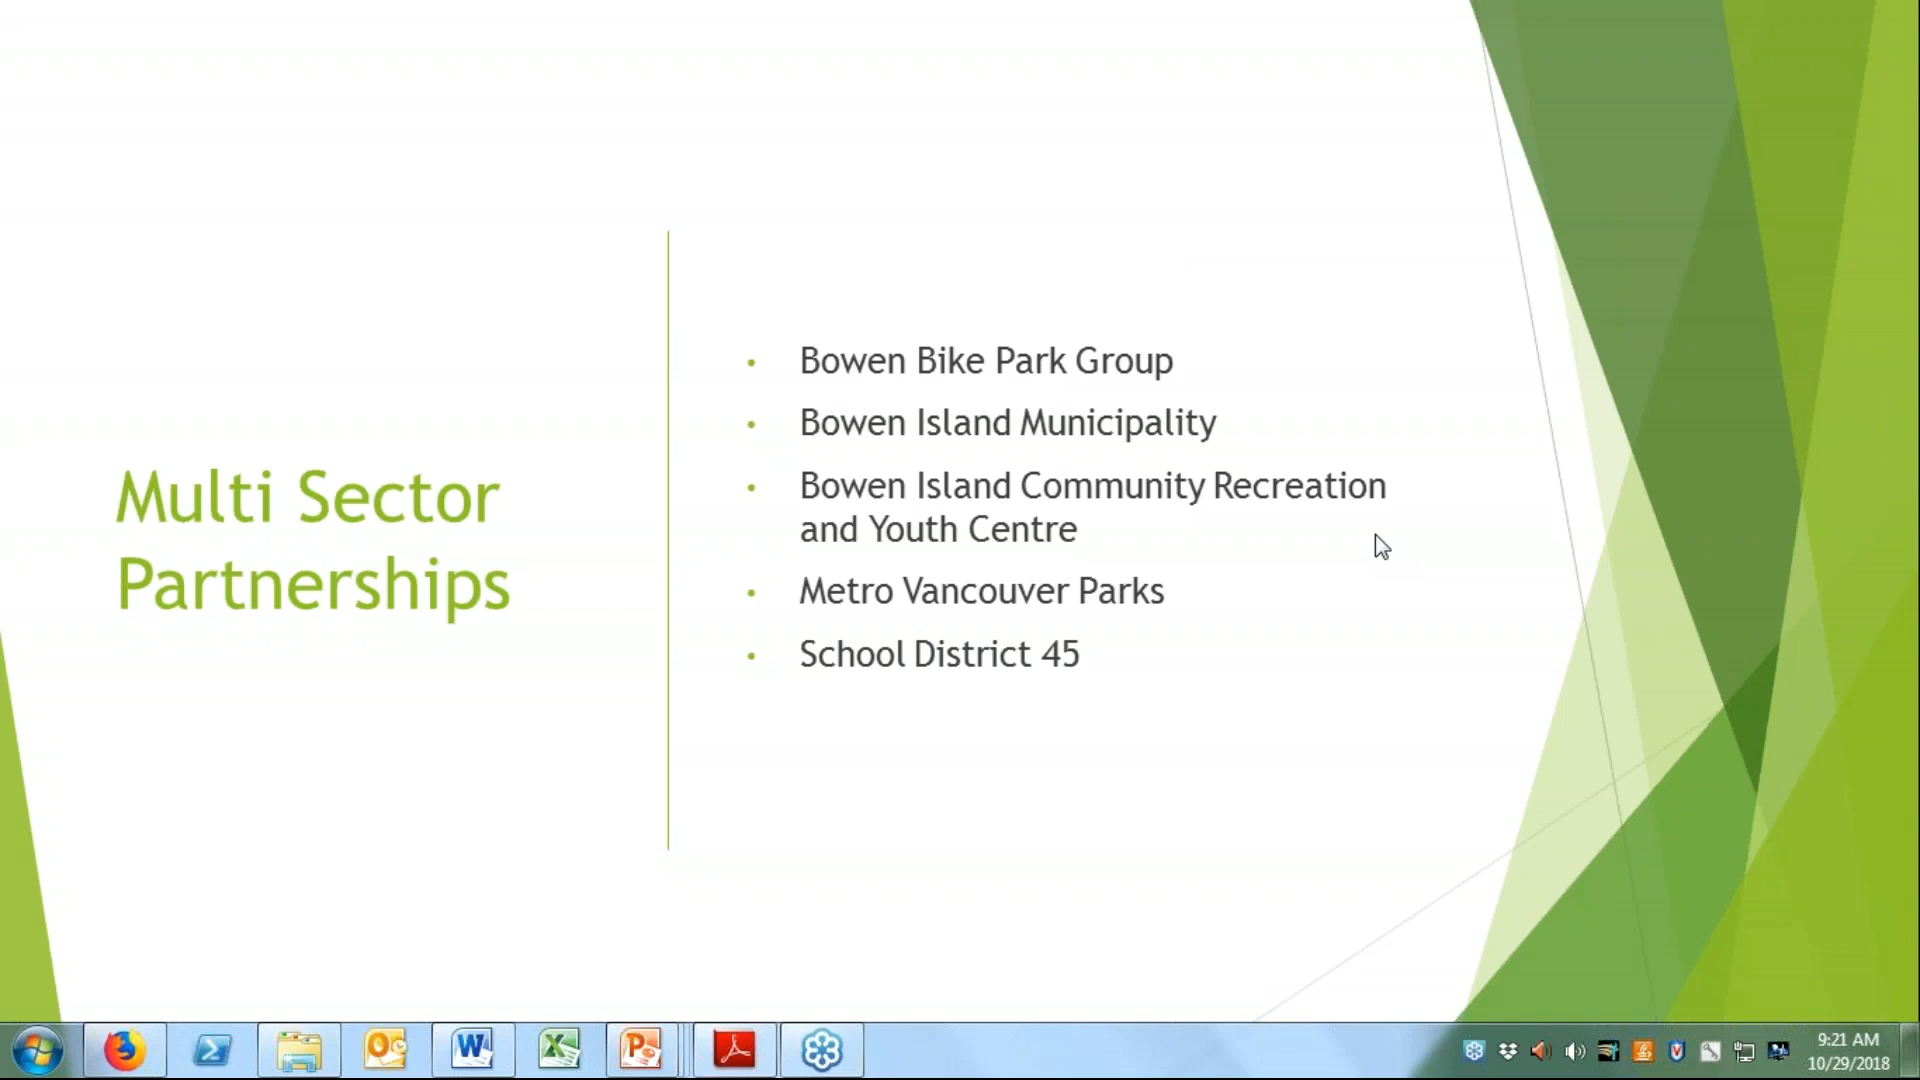 Multi Sector
Partnerships
• Bowen Bike Park Group
• Bowen Island Municipality
• Bowen Island Community Recreation
and Youth Centre
• Metro Vancouver Parks
• School District 45
9:21 AM
10/29/2018